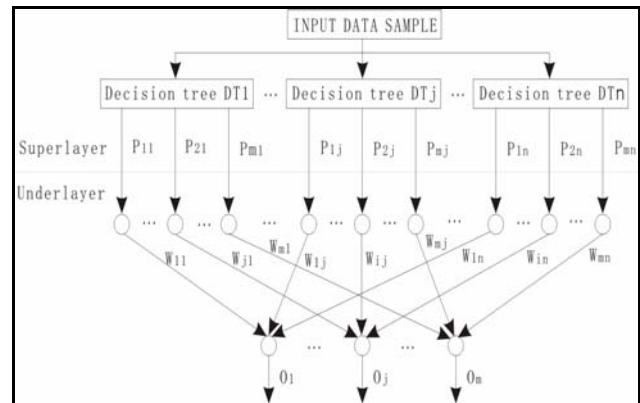 INPUT DATA SAMPLE
Decision tree DT1 ... Decision tree DTj ... Decision tree DTn
Superlayer P11 P21 Pm1 P1j P2j Pmj P1n P2n Pmn
Underlayer
... ... ... ... ... ... ... ...
W11 Wj1 Wm1 W1j Wij Wmj W1n Win Wmn
... ...
O1 Oj Om